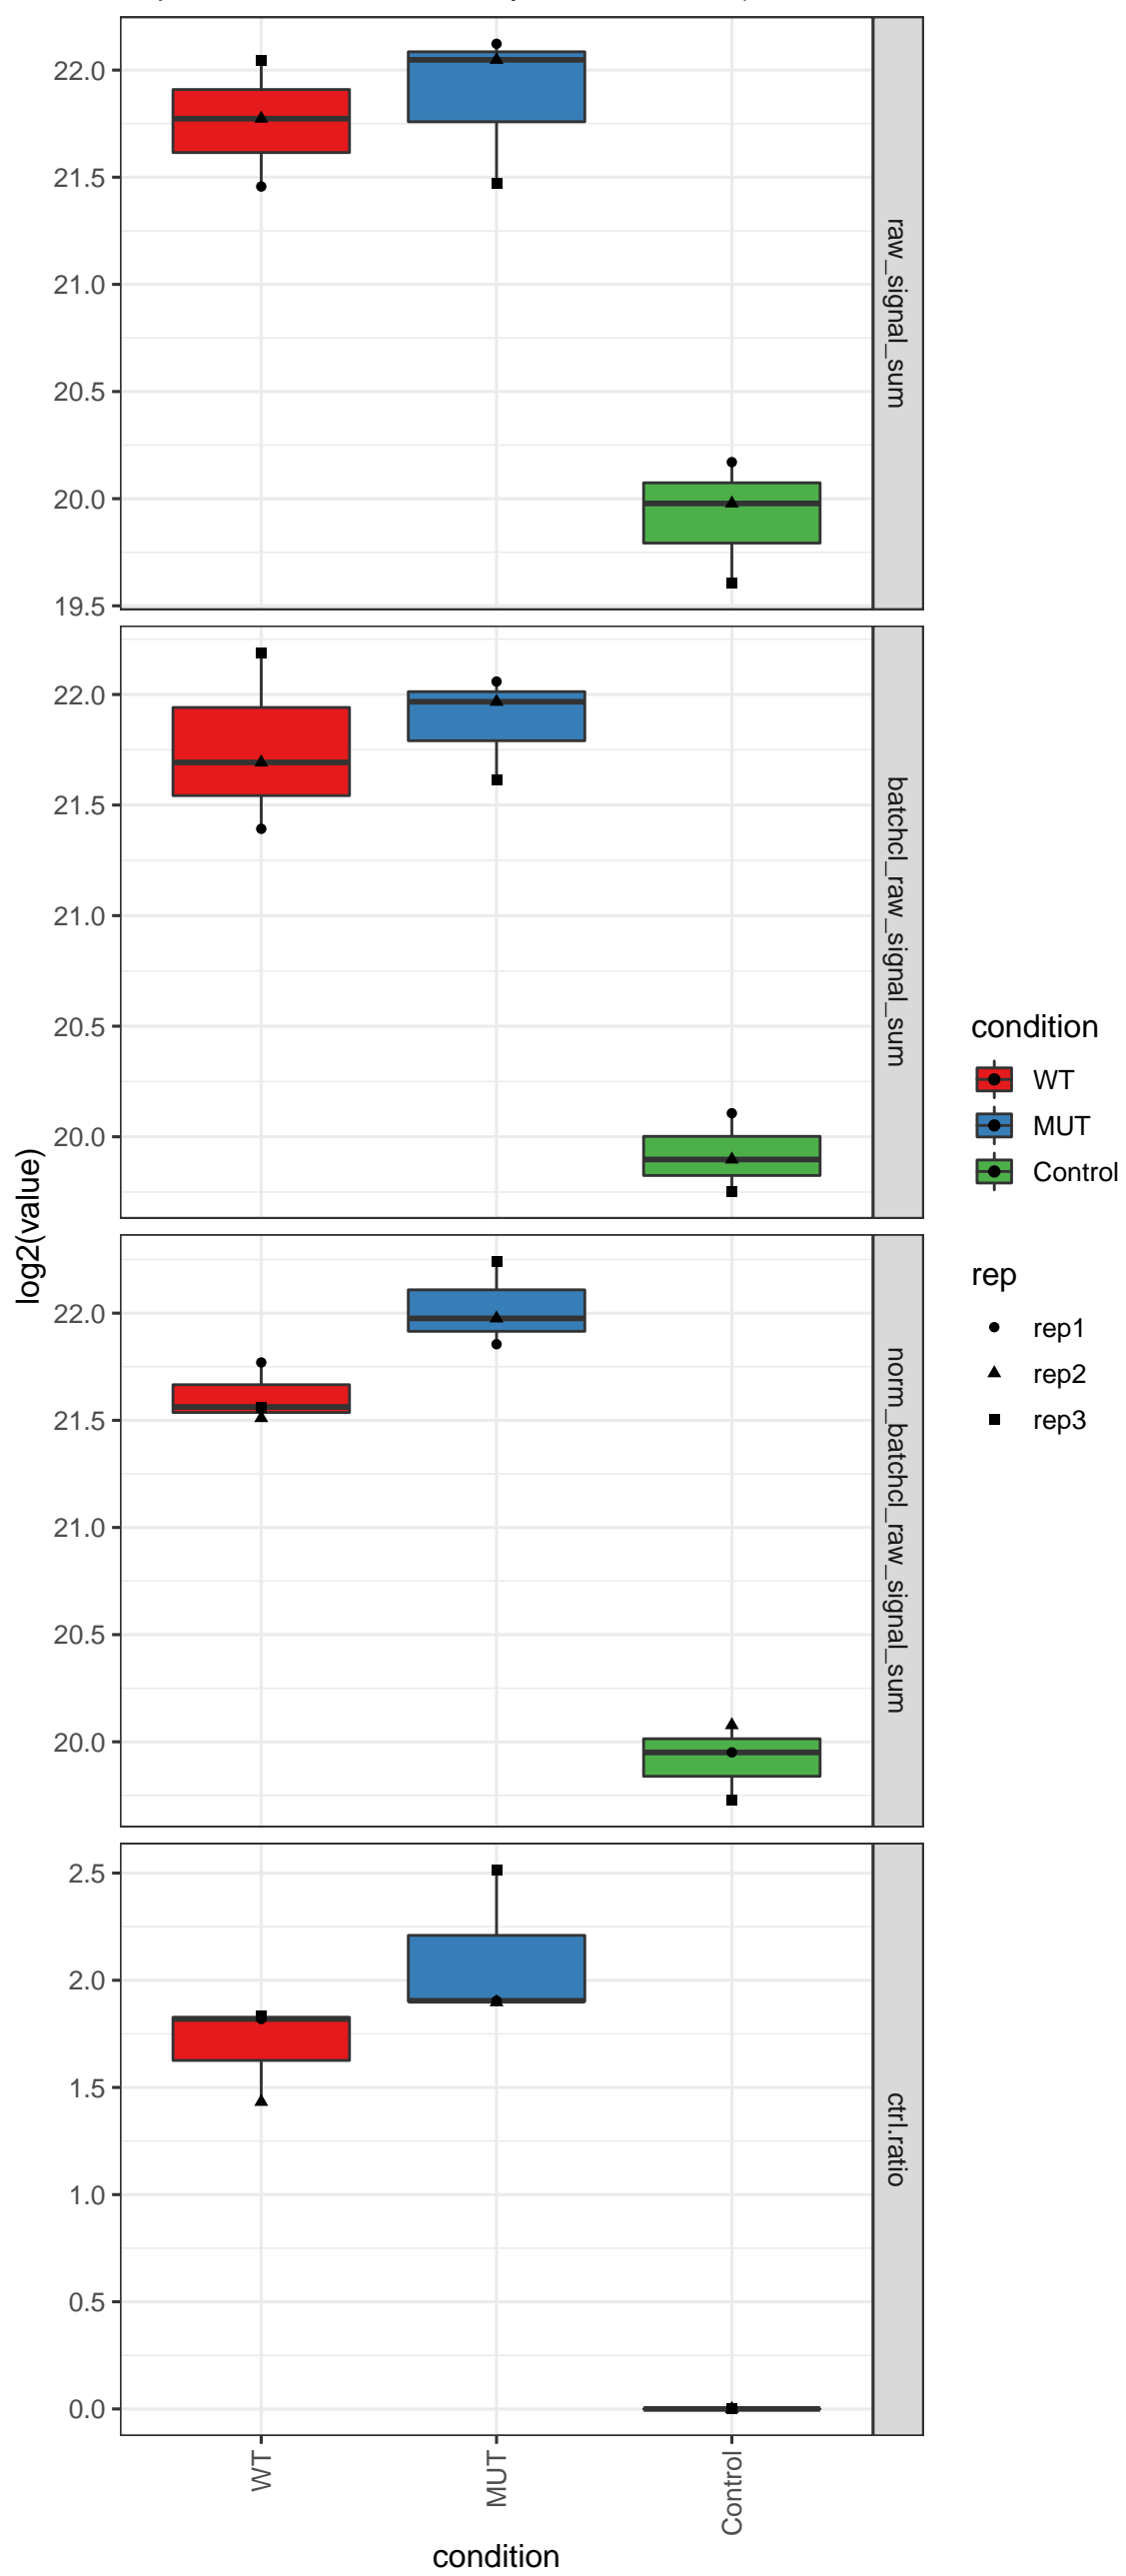 22.0
21.5
21.0
20.5
20.0
19.5
raw_signal_sum
22.0
21.5
21.0
20.5
20.0
batchcl_raw_signal_sum
22.0
21.5
21.0
20.5
20.0
norm_batchcl_raw_signal_sum
2.5
2.0
1.5
1.0
0.5
0.0
ctrl.ratio
log2(value)
WT
MUT
Control
condition
condition
WT
MUT
Control
rep
rep1
rep2
rep3